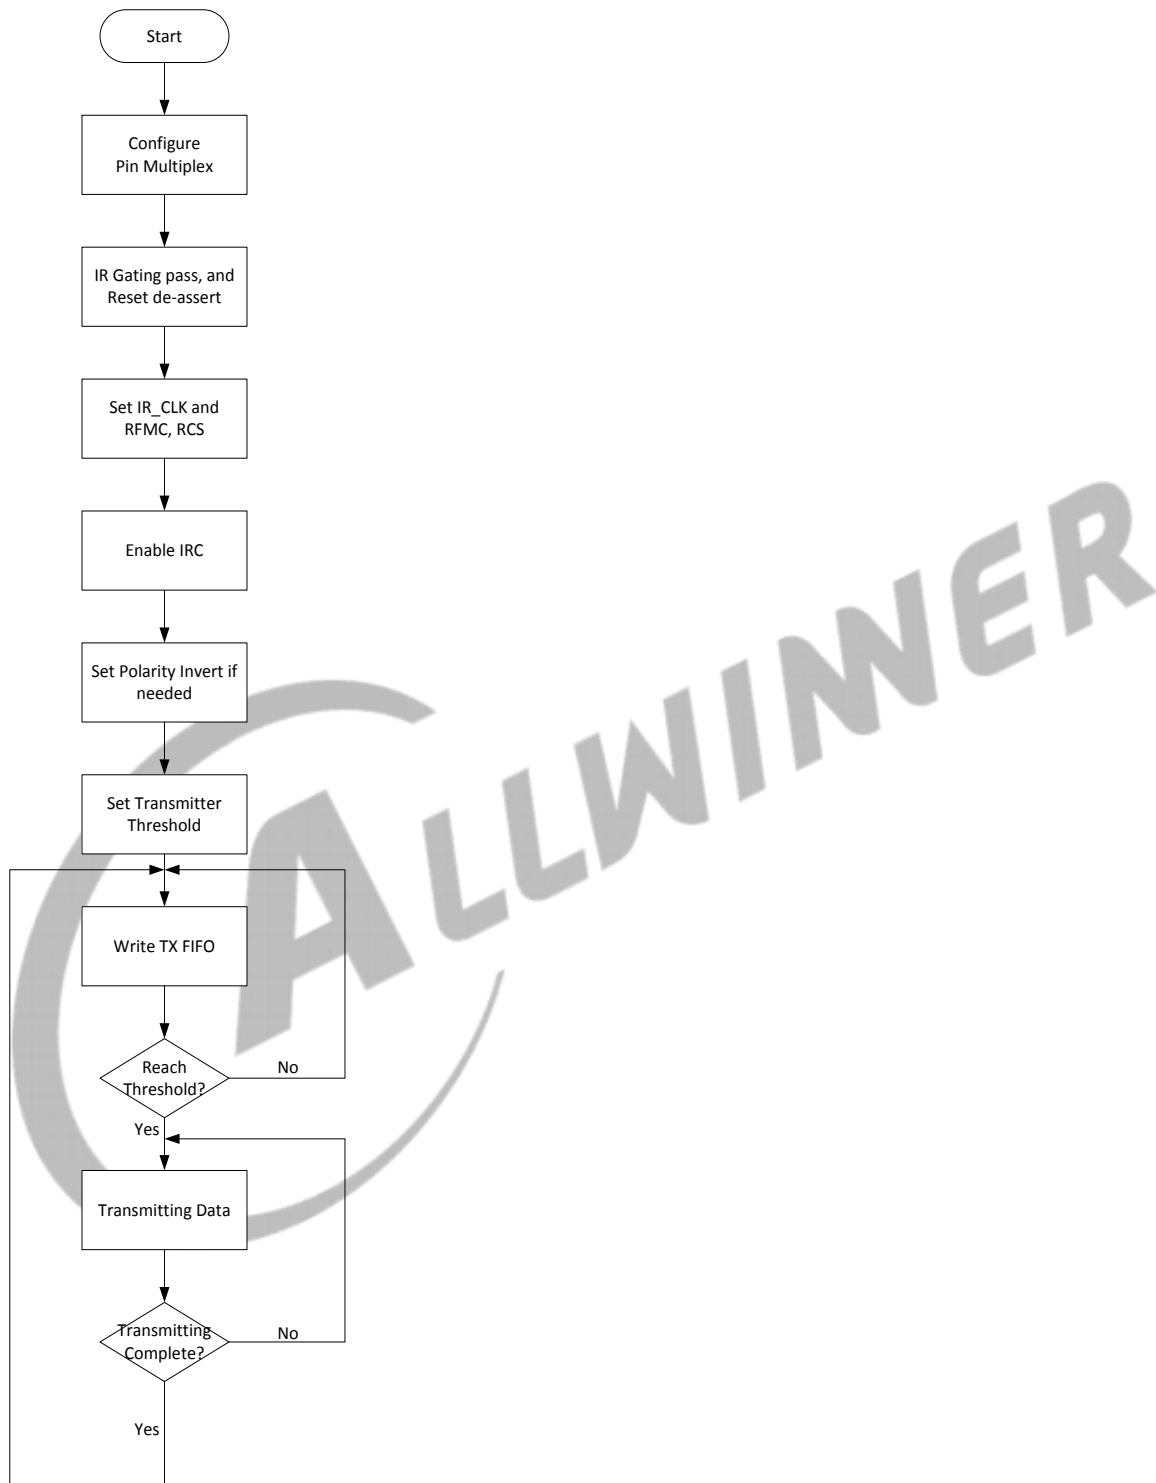 Start
Configure
Pin Multiplex
IR Gating pass, and
Reset de-assert
Set IR_CLK and
RFMC, RCS
Enable IRC
Set Polarity Invert if
needed
Set Transmitter
Threshold
Write TX FIFO
Reach
Threshold?
No
Yes
Transmitting Data
Transmitting
Complete?
No
Yes
ALLWINNER